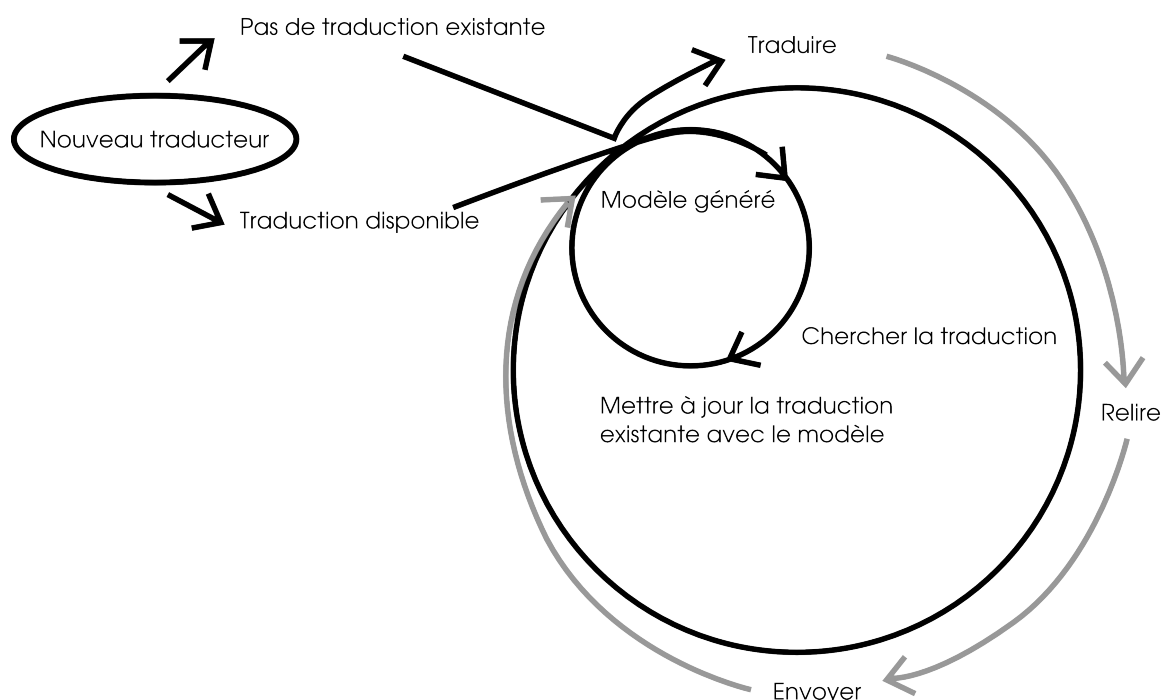 Pas de traduction existante
Traduire
Nouveau traducteur
Modèle généré
Traduction disponible
Chercher la traduction
Mettre à jour la traduction
existante avec le modèle
Relire
Envoyer